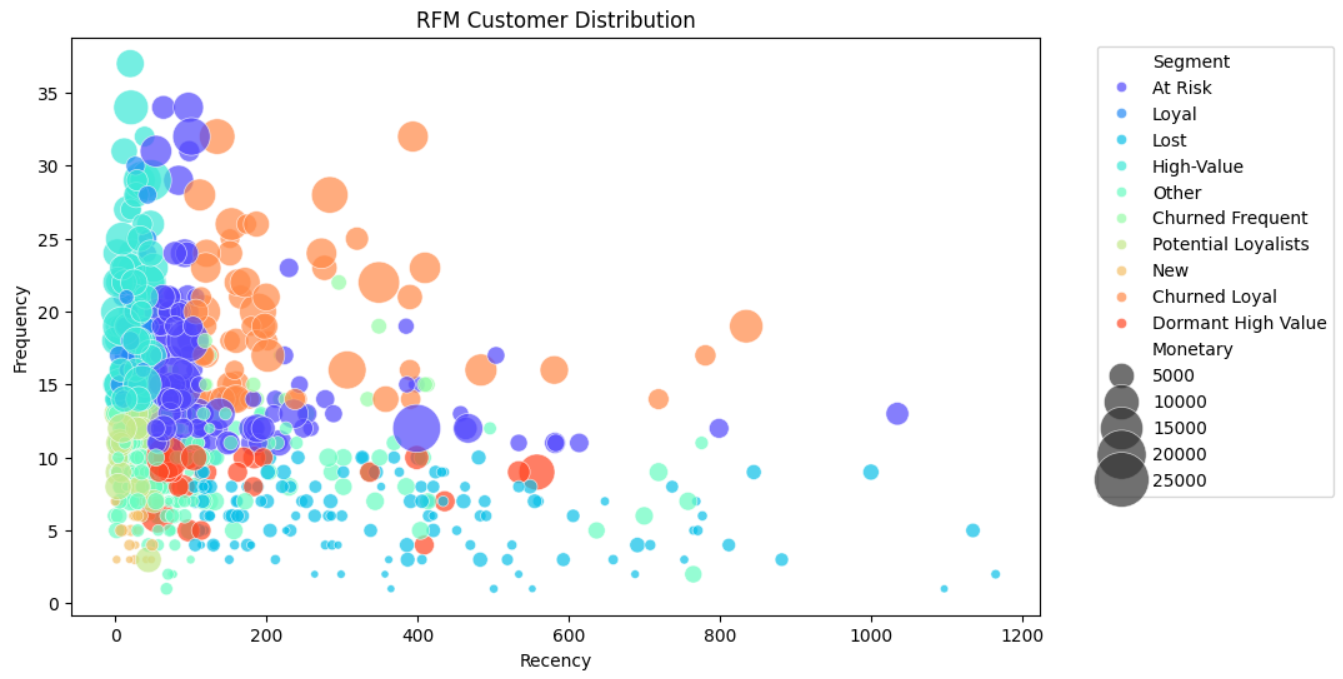 RFM Customer Distribution
Frequency
35
30
25
20
15
10
5
0
0 200 400 600 800 1000 1200
Recency
Segment
At Risk
Loyal
Lost
High-Value
Other
Churned Frequent
Potential Loyalists
New
Churned Loyal
Dormant High Value
Monetary
5000
10000
15000
20000
25000